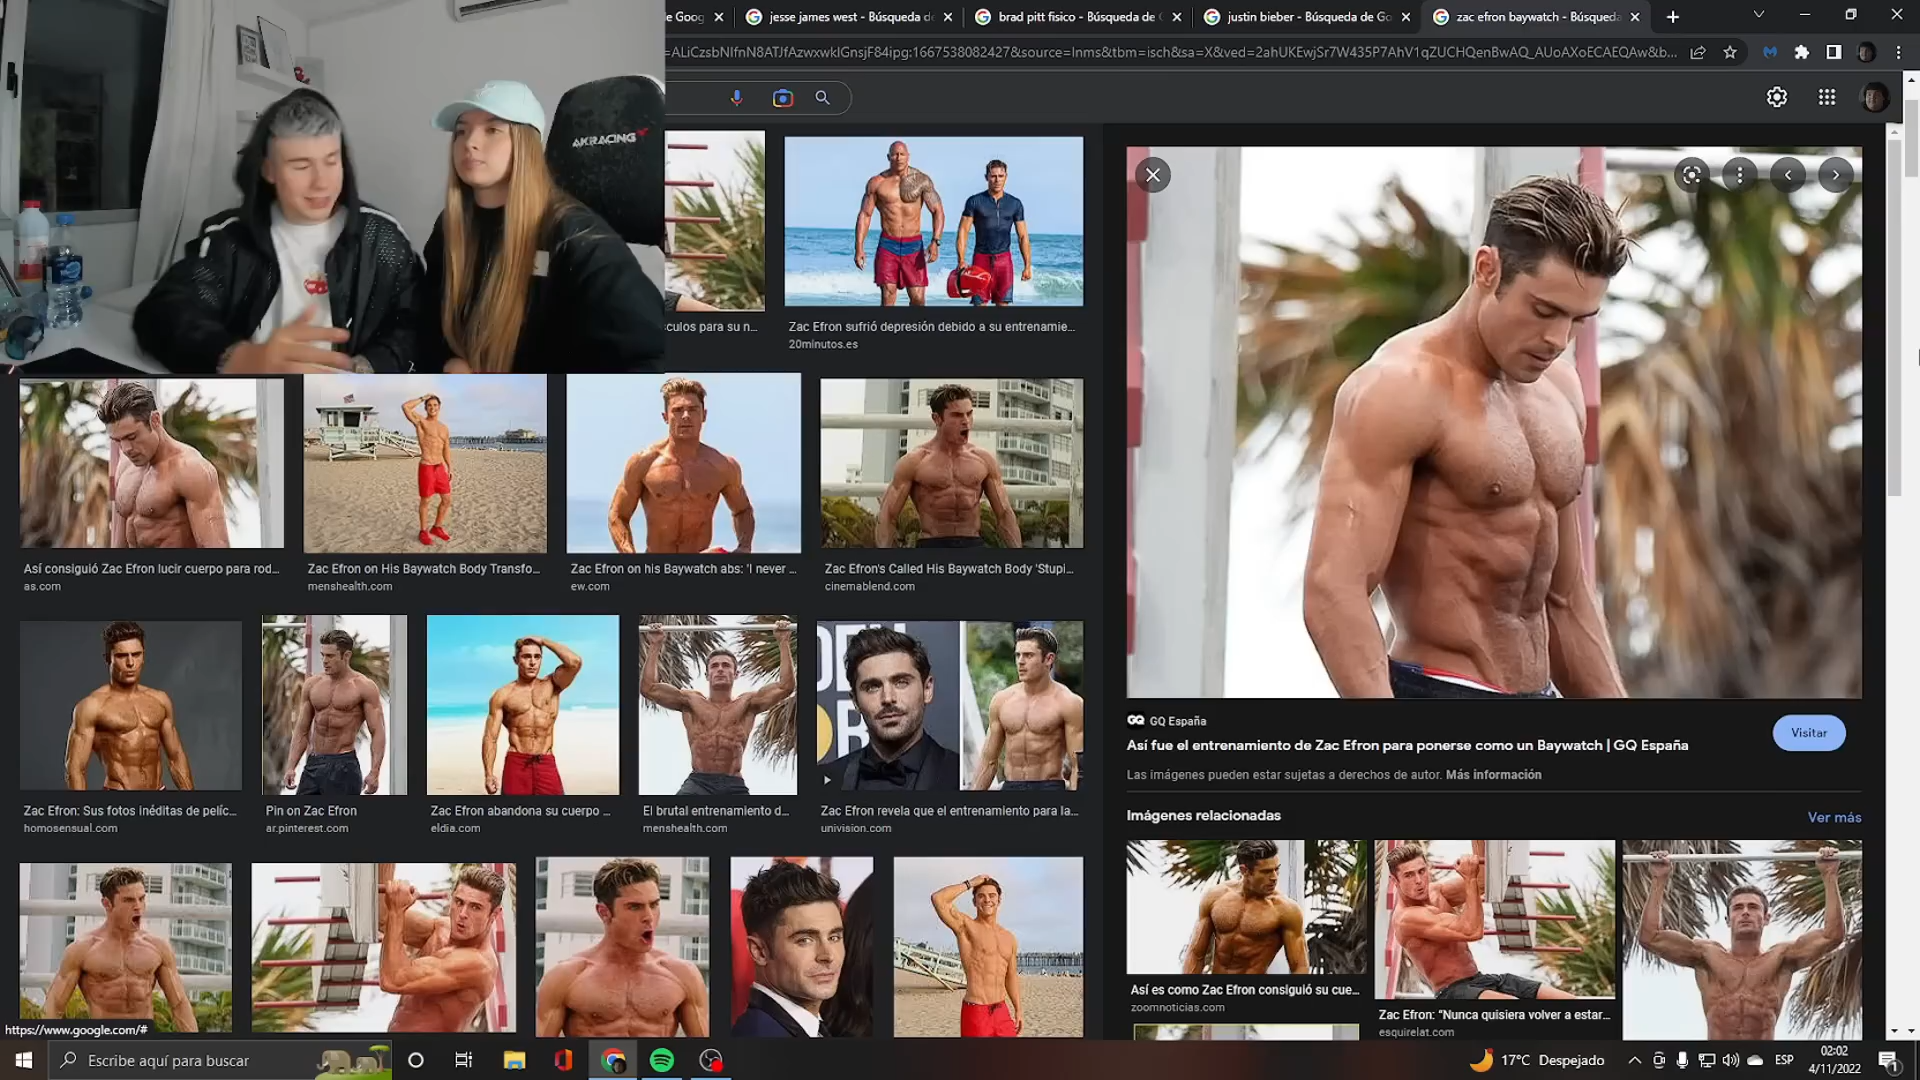 e Goog
jesse james west - Búsqueda de
brad pitt fisico - Búsqueda de
justin bieber - Búsqueda de Go
zac efron baywatch - Búsqueda
AKRACING
culos para su n...
Zac Efron sufrió depresión debido a su entrenamie...
20minutos.es
Así consiguió Zac Efron lucir cuerpo para rod...
as.com
Zac Efron on His Baywatch Body Transfo...
menshealth.com
Zac Efron on his Baywatch abs: 'I never ...
ew.com
Zac Efron's Called His Baywatch Body 'Stupi...
cinemablend.com
Zac Efron: Sus fotos inéditas de pelíc...
homosensual.com
Pin on Zac Efron
ar.pinterest.com
Zac Efron abandona su cuerpo ...
eldia.com
El brutal entrenamiento d...
menshealth.com
Zac Efron revela que el entrenamiento para la...
univision.com
GQ GQ España
Así fue el entrenamiento de Zac Efron para ponerse como un Baywatch | GQ España
Visitar
Las imágenes pueden estar sujetas a derechos de autor. Más información
Imágenes relacionadas
Ver más
Así es como Zac Efron consiguió su cue...
zoomnoticias.com
Zac Efron: “Nunca quisiera volver a estar...
esquirelat.com
https://www.google.com/#
Escribe aquí para buscar
17°C Despejado
ESP
02:02
4/11/2022
1